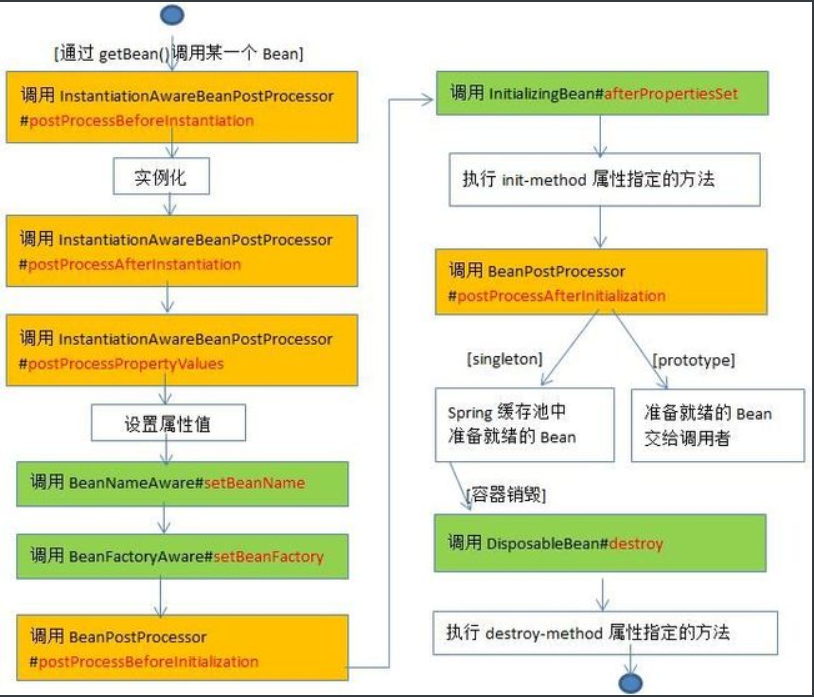 [通过 getBean()调用某一个 Bean]
调用 InstantiationAwareBeanPostProcessor
#postProcessBeforeInstantiation
实例化
调用 InstantiationAwareBeanPostProcessor
#postProcessAfterInstantiation
调用 InstantiationAwareBeanPostProcessor
#postProcessPropertyValues
设置属性值
调用 BeanNameAware#setBeanName
调用 BeanFactoryAware#setBeanFactory
调用 BeanPostProcessor
#postProcessBeforeInitialization
调用 InitializingBean#afterPropertiesSet
执行 init-method 属性指定的方法
调用 BeanPostProcessor
#postProcessAfterInitialization
[singleton]
[prototype]
Spring 缓存池中
准备就绪的 Bean
准备就绪的 Bean
交给调用者
[容器销毁]
调用 DisposableBean#destroy
执行 destroy-method 属性指定的方法